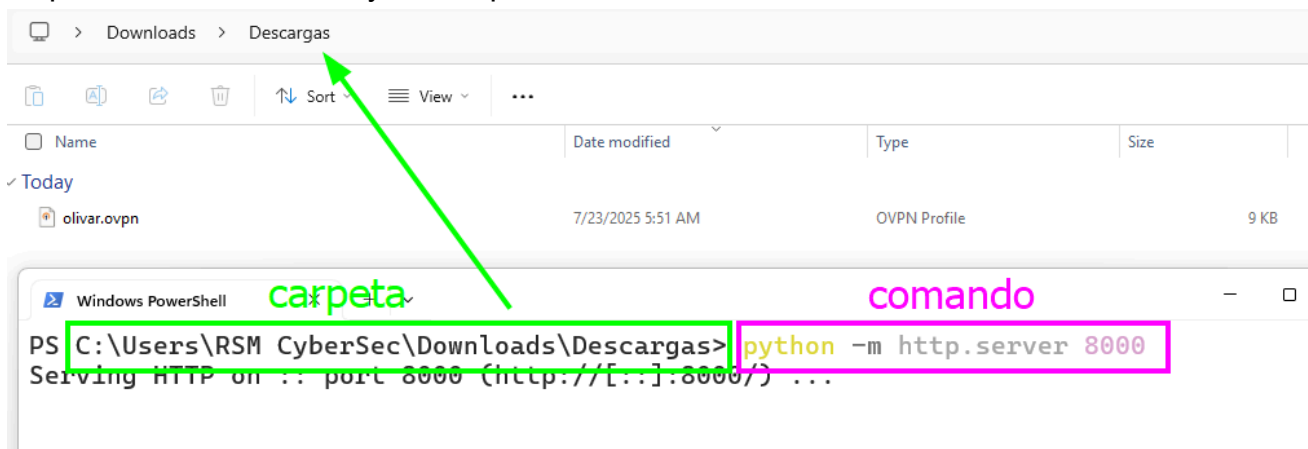 > Downloads > Descargas
Sort View ...
Name Date modified Type Size
Today
olivar.ovpn 7/23/2025 5:51 AM OVPN Profile 9 KB
Windows PowerShell carpeta comando
PS C:\Users\RSM CyberSec\Downloads\Descargas> python -m http.server 8000
Serving HTTP on :: port 8000 (http://[::]:8000/) ...